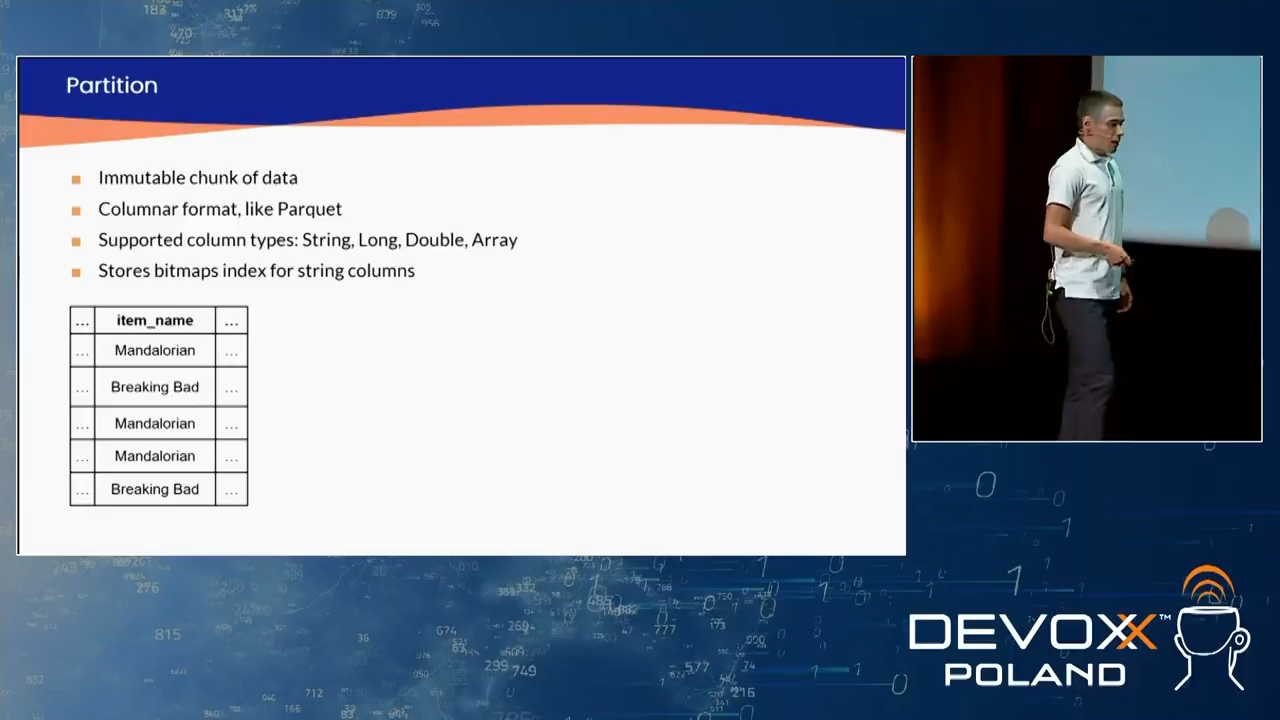 Partition
Immutable chunk of data
Columnar format, like Parquet
Supported column types: String, Long, Double, Array
Stores bitmaps index for string columns
... item_name ...
... Mandalorian ...
... Breaking Bad ...
... Mandalorian ...
... Mandalorian ...
... Breaking Bad ...
DEVOXX™
POLAND